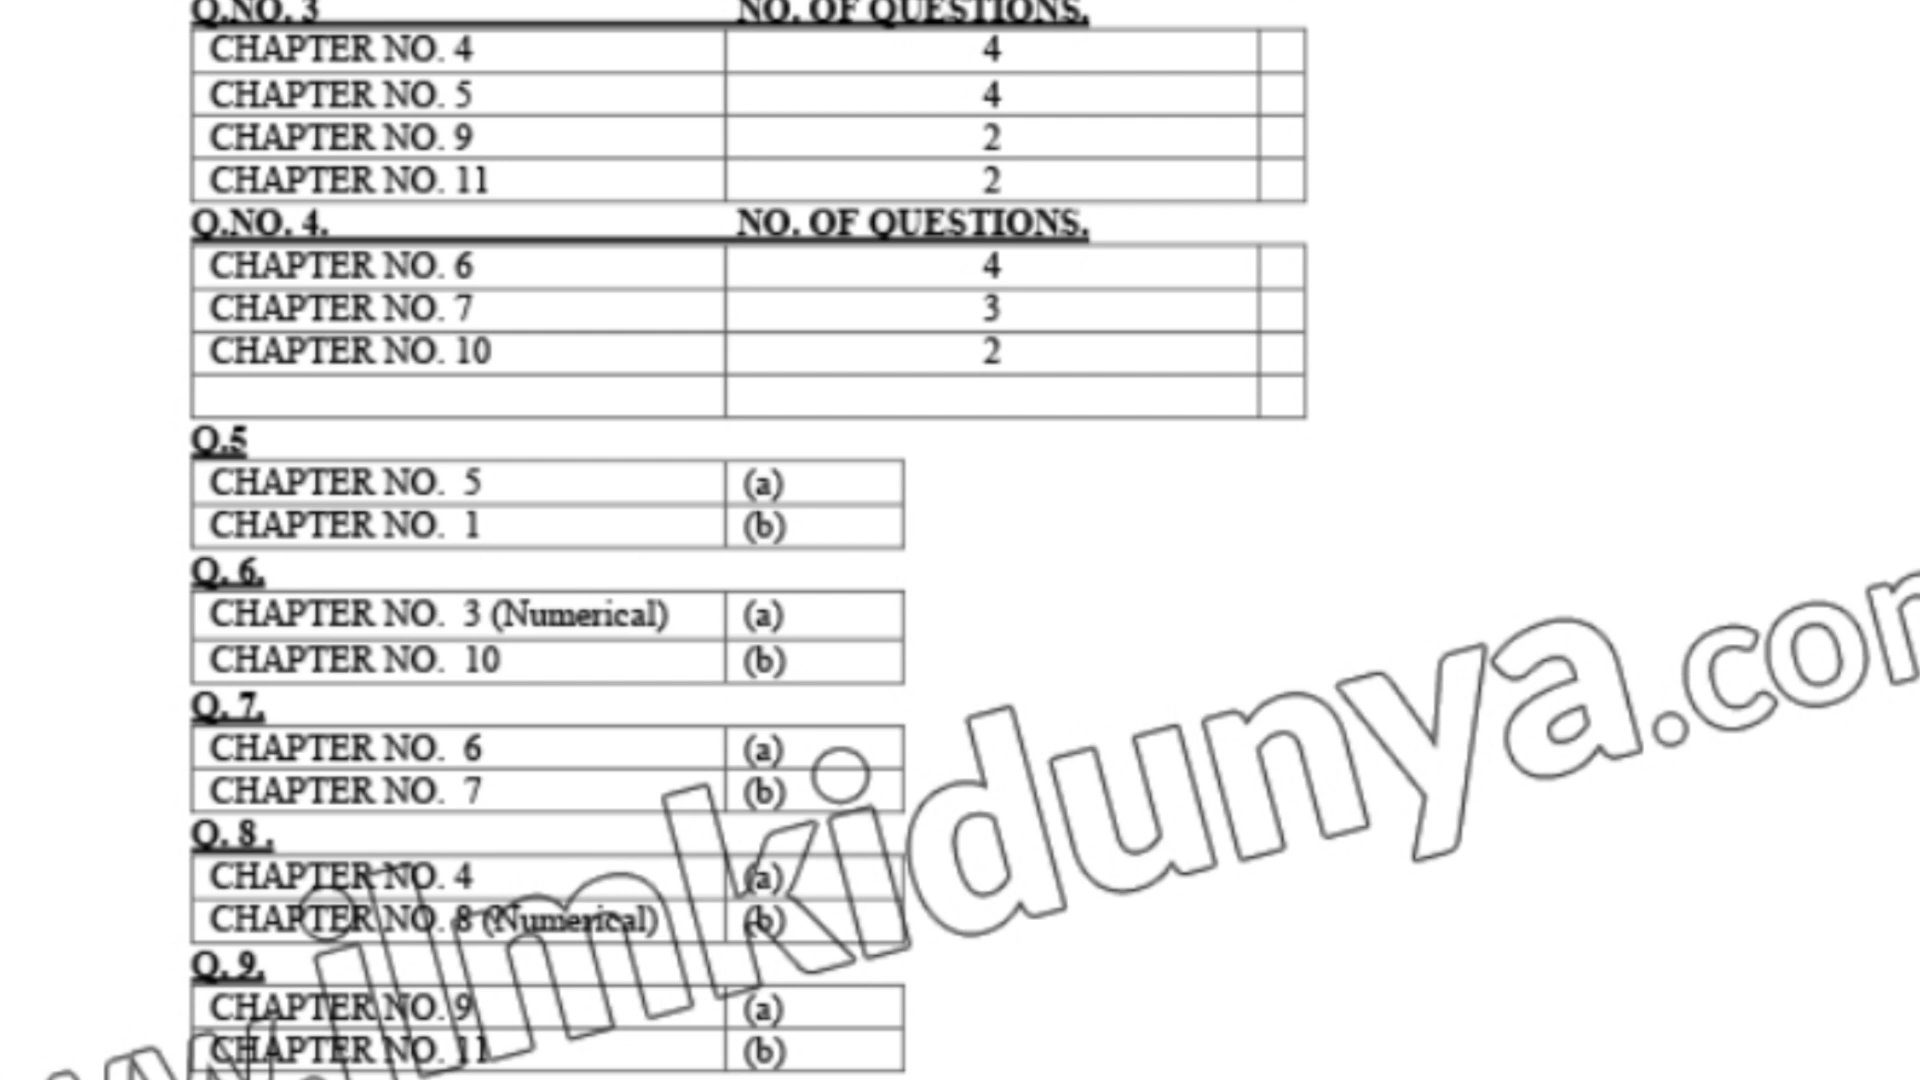 Q.NO. 3 NO. OF QUESTIONS.
CHAPTER NO. 4 4
CHAPTER NO. 5 4
CHAPTER NO. 9 2
CHAPTER NO. 11 2
Q.NO. 4. NO. OF QUESTIONS.
CHAPTER NO. 6 4
CHAPTER NO. 7 3
CHAPTER NO. 10 2
Q.5
CHAPTER NO. 5 (a)
CHAPTER NO. 1 (b)
Q. 6.
CHAPTER NO. 3 (Numerical) (a)
CHAPTER NO. 10 (b)
Q. 7.
CHAPTER NO. 6 (a)
CHAPTER NO. 7 (b)
Q. 8 .
CHAPTER NO. 4 (a)
CHAPTER NO. 8 (Numerical) (b)
Q. 9.
CHAPTER NO. 9 (a)
CHAPTER NO. 11 (b)
ww.ilmkidunya.com